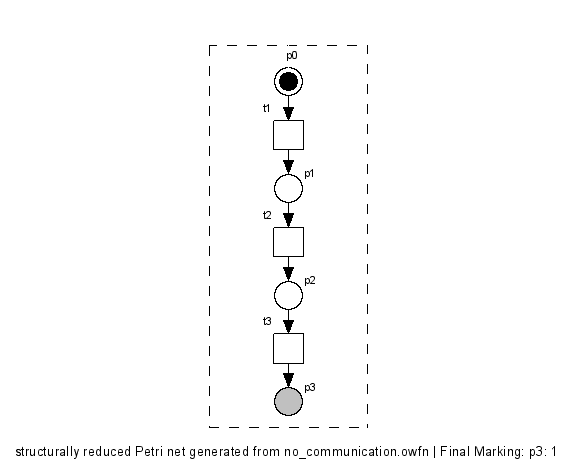 p0
t1
p1
t2
p2
t3
p3
structurally reduced Petri net generated from no_communication.owfn | Final Marking: p3: 1